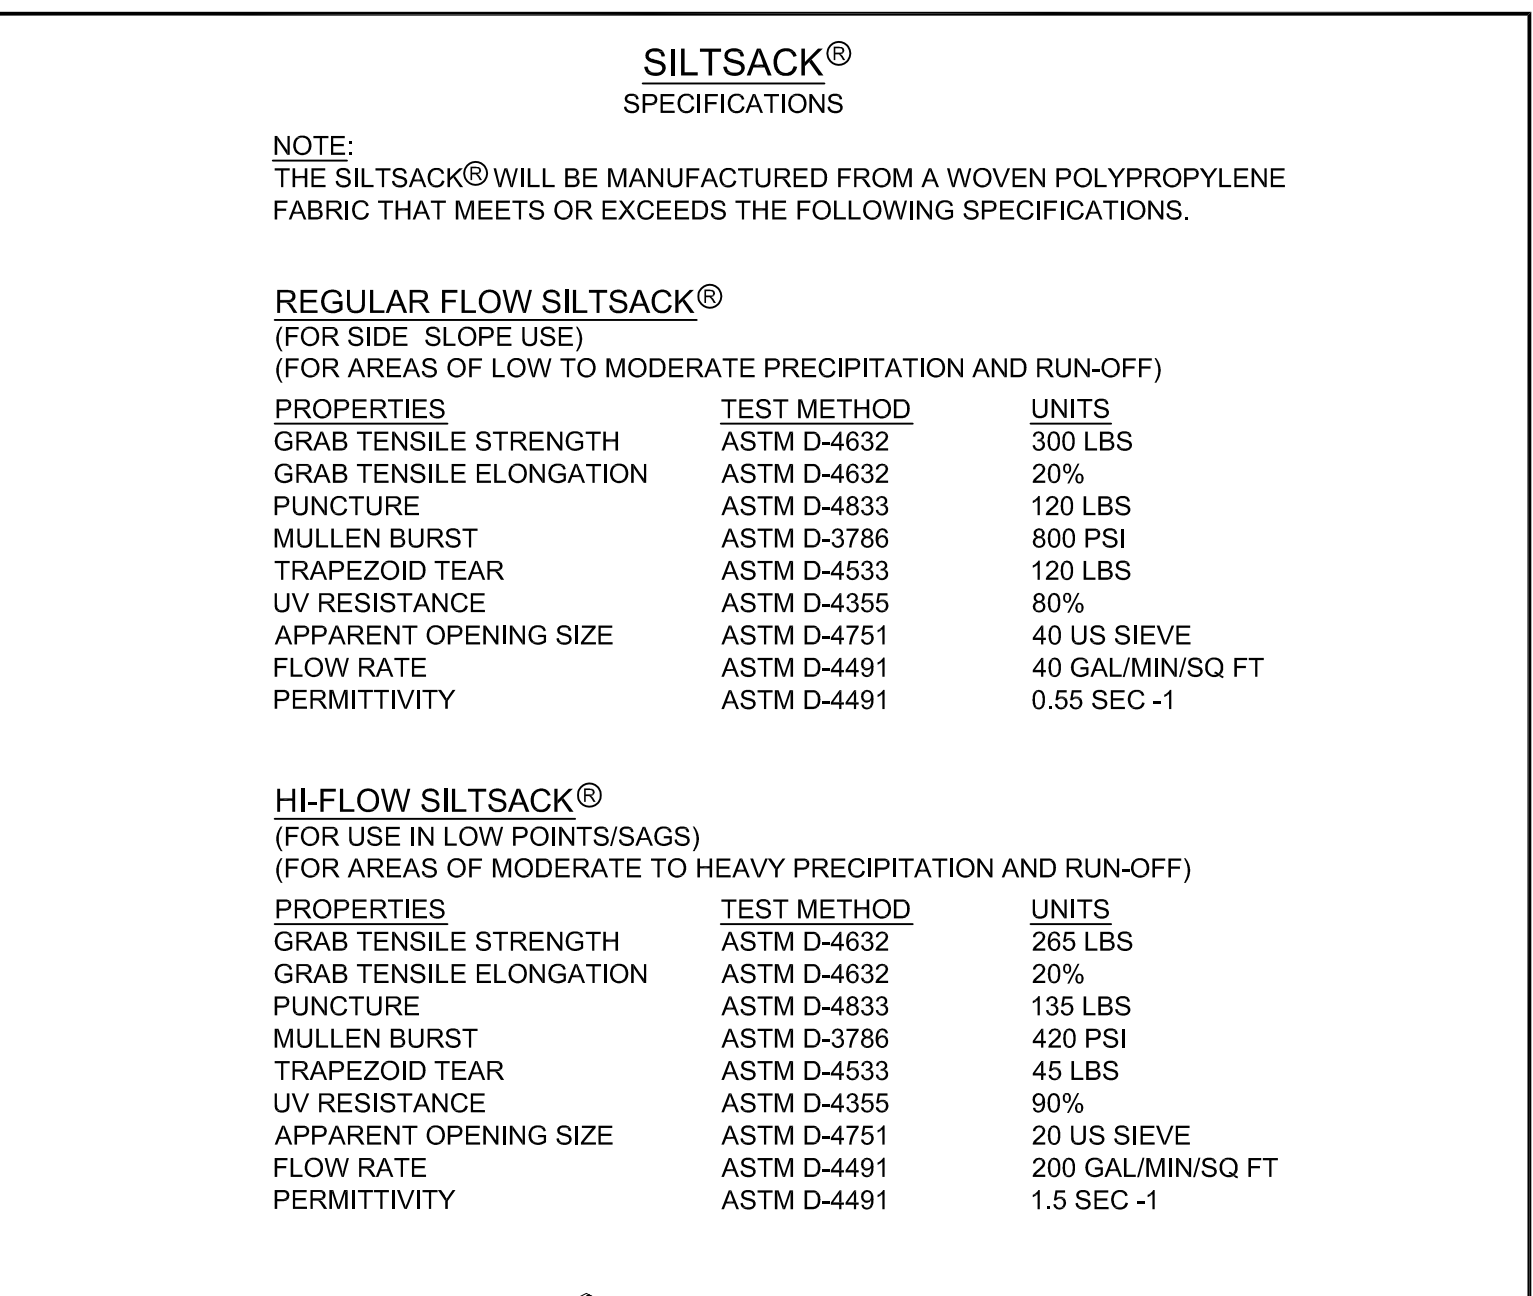 SILTSACK®
SPECIFICATIONS
NOTE:
THE SILTSACK® WILL BE MANUFACTURED FROM A WOVEN POLYPROPYLENE
FABRIC THAT MEETS OR EXCEEDS THE FOLLOWING SPECIFICATIONS.
REGULAR FLOW SILTSACK®
(FOR SIDE SLOPE USE)
(FOR AREAS OF LOW TO MODERATE PRECIPITATION AND RUN-OFF)
PROPERTIES TEST METHOD UNITS
GRAB TENSILE STRENGTH ASTM D-4632 300 LBS
GRAB TENSILE ELONGATION ASTM D-4632 20%
PUNCTURE ASTM D-4833 120 LBS
MULLEN BURST ASTM D-3786 800 PSI
TRAPEZOID TEAR ASTM D-4533 120 LBS
UV RESISTANCE ASTM D-4355 80%
APPARENT OPENING SIZE ASTM D-4751 40 US SIEVE
FLOW RATE ASTM D-4491 40 GAL/MIN/SQ FT
PERMITTIVITY ASTM D-4491 0.55 SEC -1
HI-FLOW SILTSACK®
(FOR USE IN LOW POINTS/SAGS)
(FOR AREAS OF MODERATE TO HEAVY PRECIPITATION AND RUN-OFF)
PROPERTIES TEST METHOD UNITS
GRAB TENSILE STRENGTH ASTM D-4632 265 LBS
GRAB TENSILE ELONGATION ASTM D-4632 20%
PUNCTURE ASTM D-4833 135 LBS
MULLEN BURST ASTM D-3786 420 PSI
TRAPEZOID TEAR ASTM D-4533 45 LBS
UV RESISTANCE ASTM D-4355 90%
APPARENT OPENING SIZE ASTM D-4751 20 US SIEVE
FLOW RATE ASTM D-4491 200 GAL/MIN/SQ FT
PERMITTIVITY ASTM D-4491 1.5 SEC -1